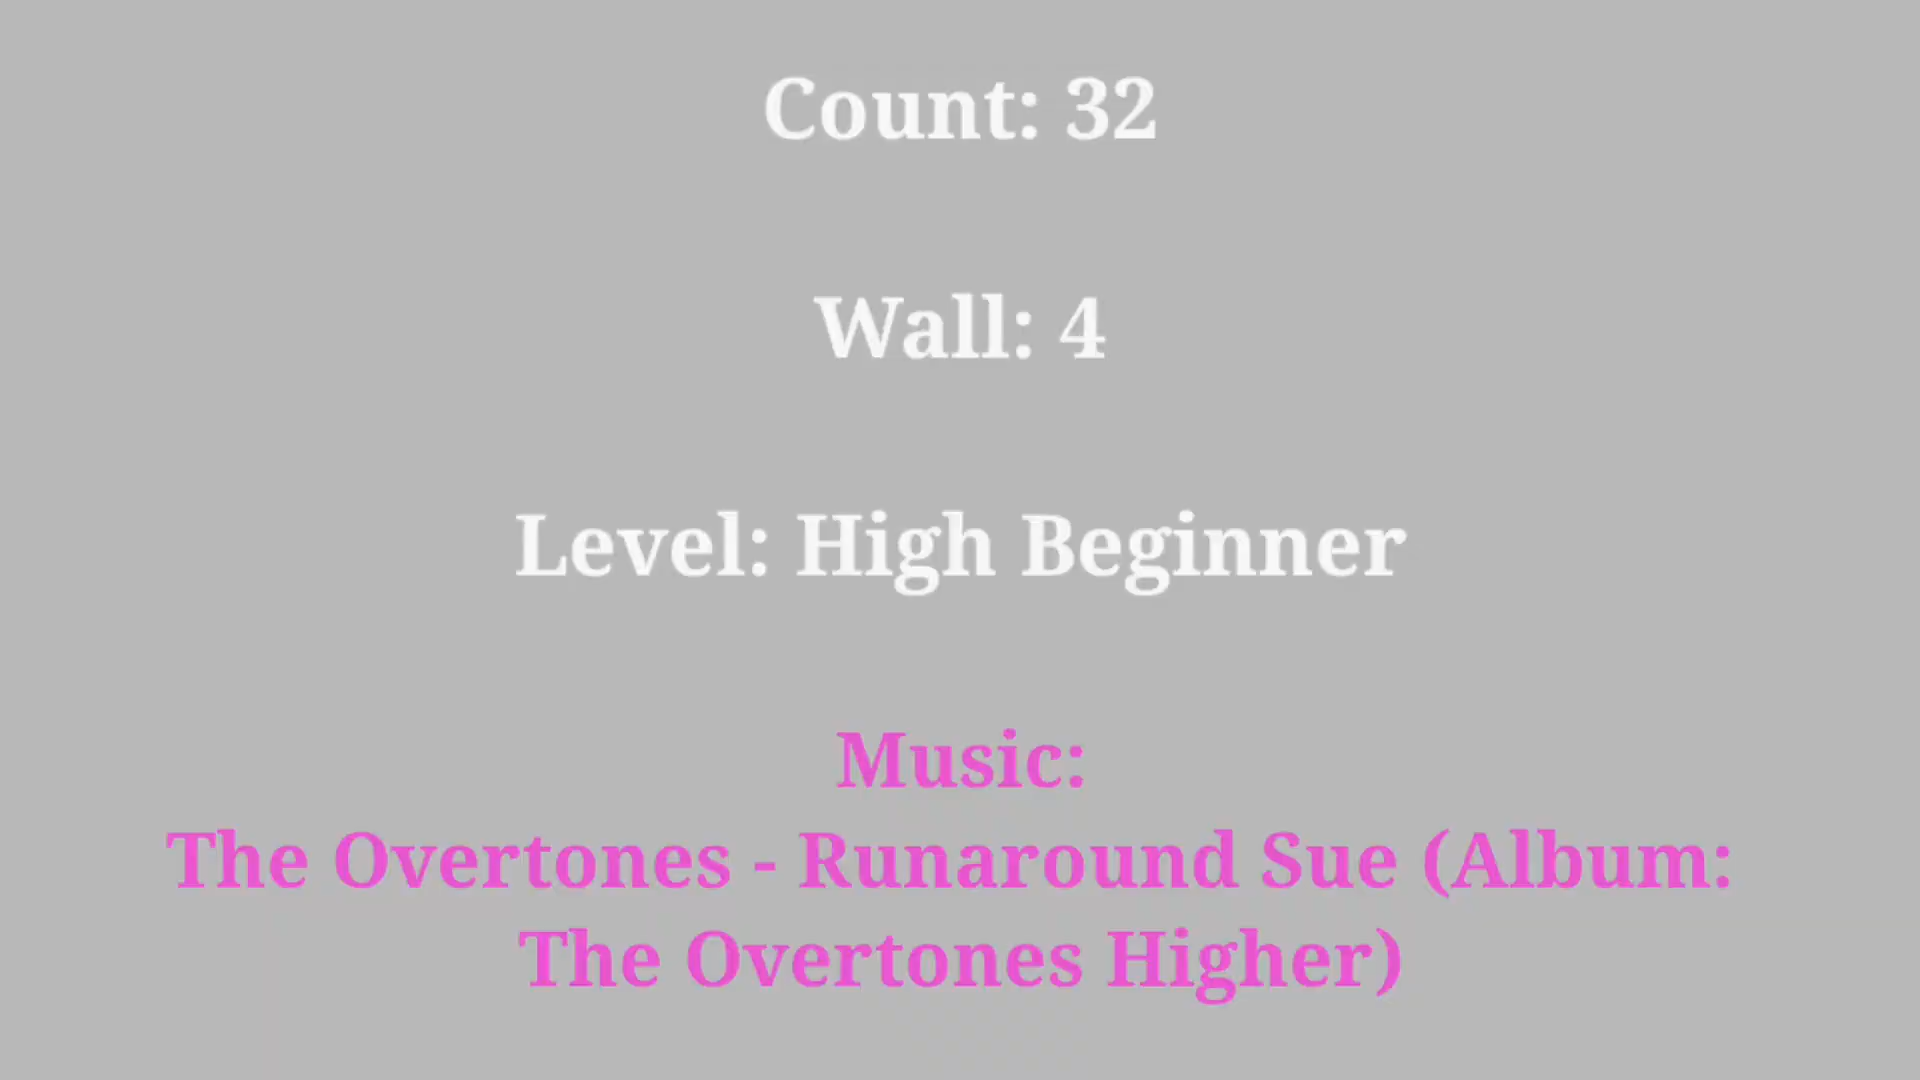 Count: 32
Wall: 4
Level: High Beginner
Music:
The Overtones - Runaround Sue (Album:
The Overtones Higher)